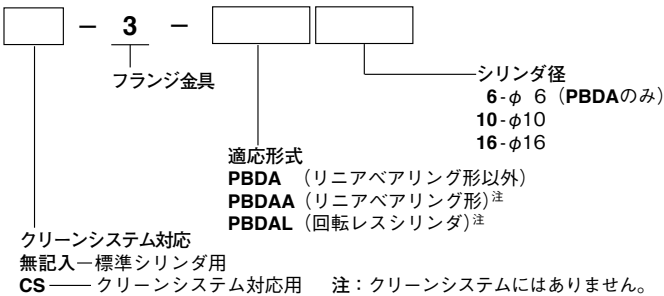 － 3 －
フランジ金具
シリンダ径
6-φ 6（PBDAのみ）
10-φ10
16-φ16
適応形式
PBDA （リニアベアリング形以外）
PBDAA（リニアベアリング形）注
PBDAL（回転レスシリンダ）注
クリーンシステム対応
無記入ー標準シリンダ用
CS ―― クリーンシステム対応用 注：クリーンシステムにはありません。